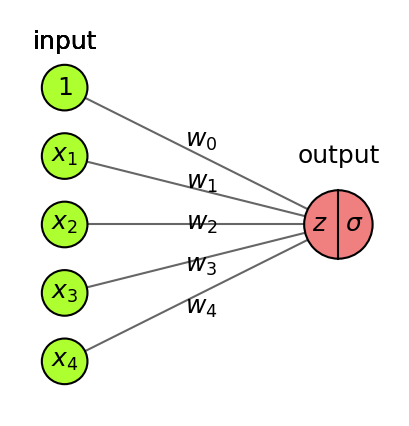 input
1
w₀
output
x₁
w₁
x₂
w₂
z σ
x₃
w₃
x₄
w₄